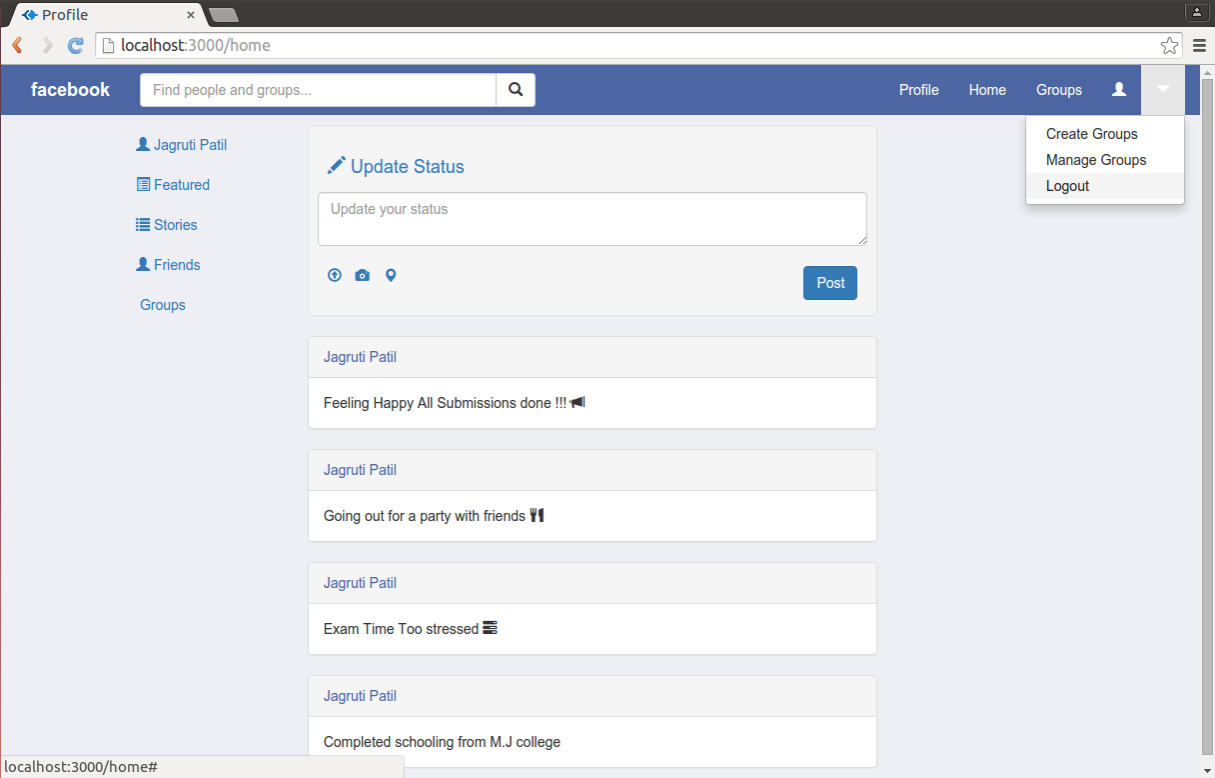 Profile
localhost:3000/home
facebook
Find people and groups...
Profile Home Groups
Create Groups
Manage Groups
Logout
Jagruti Patil
Featured
Stories
Friends
Groups
Update Status
Update your status
Post
Jagruti Patil
Feeling Happy All Submissions done !!!
Jagruti Patil
Going out for a party with friends
Jagruti Patil
Exam Time Too stressed
Jagruti Patil
Completed schooling from M.J college
localhost:3000/home#